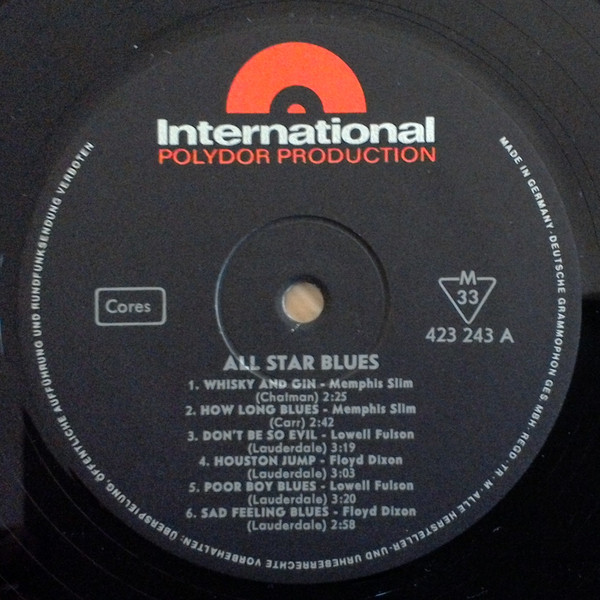 International
POLYDOR PRODUCTION
Cores
M
33
423 243 A
ALL STAR BLUES
1. WHISKY AND GIN - Memphis Slim
(Chatman) 2:25
2. HOW LONG BLUES - Memphis Slim
(Carr) 2:42
3. DON'T BE SO EVIL - Lowell Fulson
(Lauderdale) 3:19
4. HOUSTON JUMP - Floyd Dixon
(Lauderdale) 3:03
5. POOR BOY BLUES - Lowell Fulson
(Lauderdale) 3:20
6. SAD FEELING BLUES - Floyd Dixon
(Lauderdale) 2:58
MADE IN GERMANY · DEUTSCHE GRAMMOPHON GES MBH · REGD. TR. M. ALLE HERSTELLER- UND URHEBERRECHTE VORBEHALTEN; ÜBERSPIELUNG, ÖFFENTLICHE AUFFÜHRUNG UND RUNDFUNKSENDUNG VERBOTEN